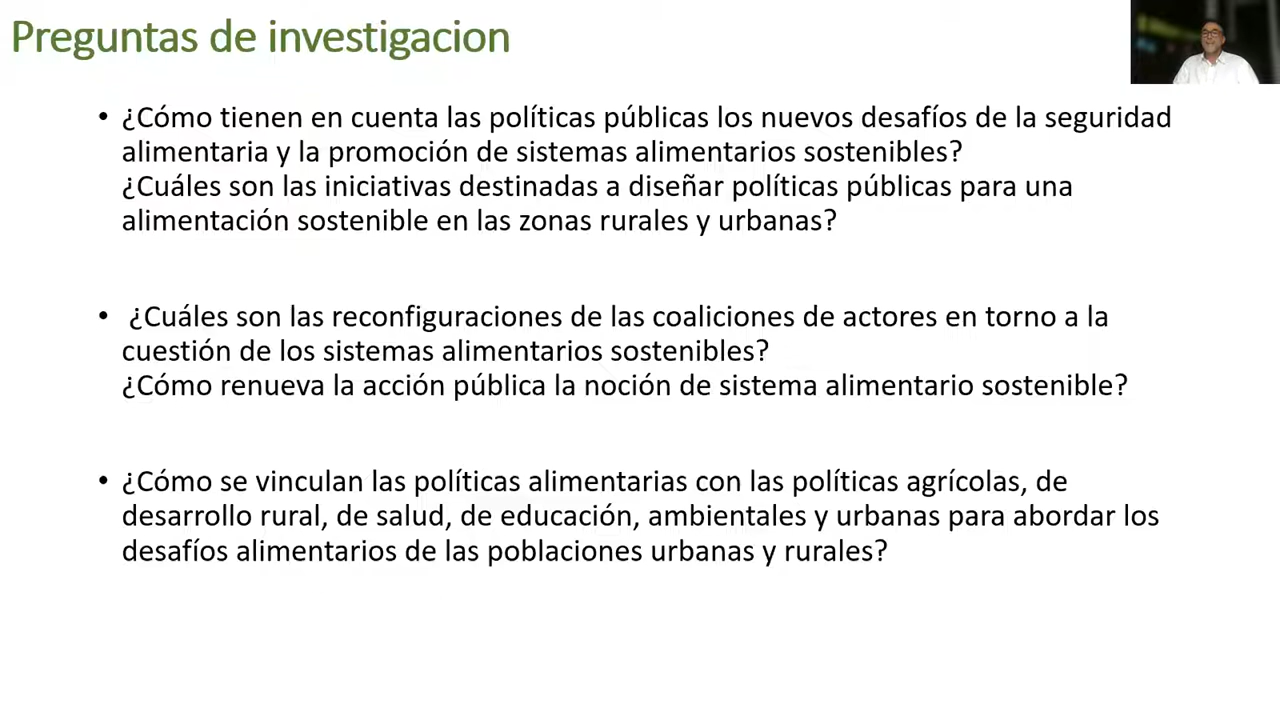 Preguntas de investigacion
• ¿Cómo tienen en cuenta las políticas públicas los nuevos desafíos de la seguridad
alimentaria y la promoción de sistemas alimentarios sostenibles?
¿Cuáles son las iniciativas destinadas a diseñar políticas públicas para una
alimentación sostenible en las zonas rurales y urbanas?
• ¿Cuáles son las reconfiguraciones de las coaliciones de actores en torno a la
cuestión de los sistemas alimentarios sostenibles?
¿Cómo renueva la acción pública la noción de sistema alimentario sostenible?
• ¿Cómo se vinculan las políticas alimentarias con las políticas agrícolas, de
desarrollo rural, de salud, de educación, ambientales y urbanas para abordar los
desafíos alimentarios de las poblaciones urbanas y rurales?